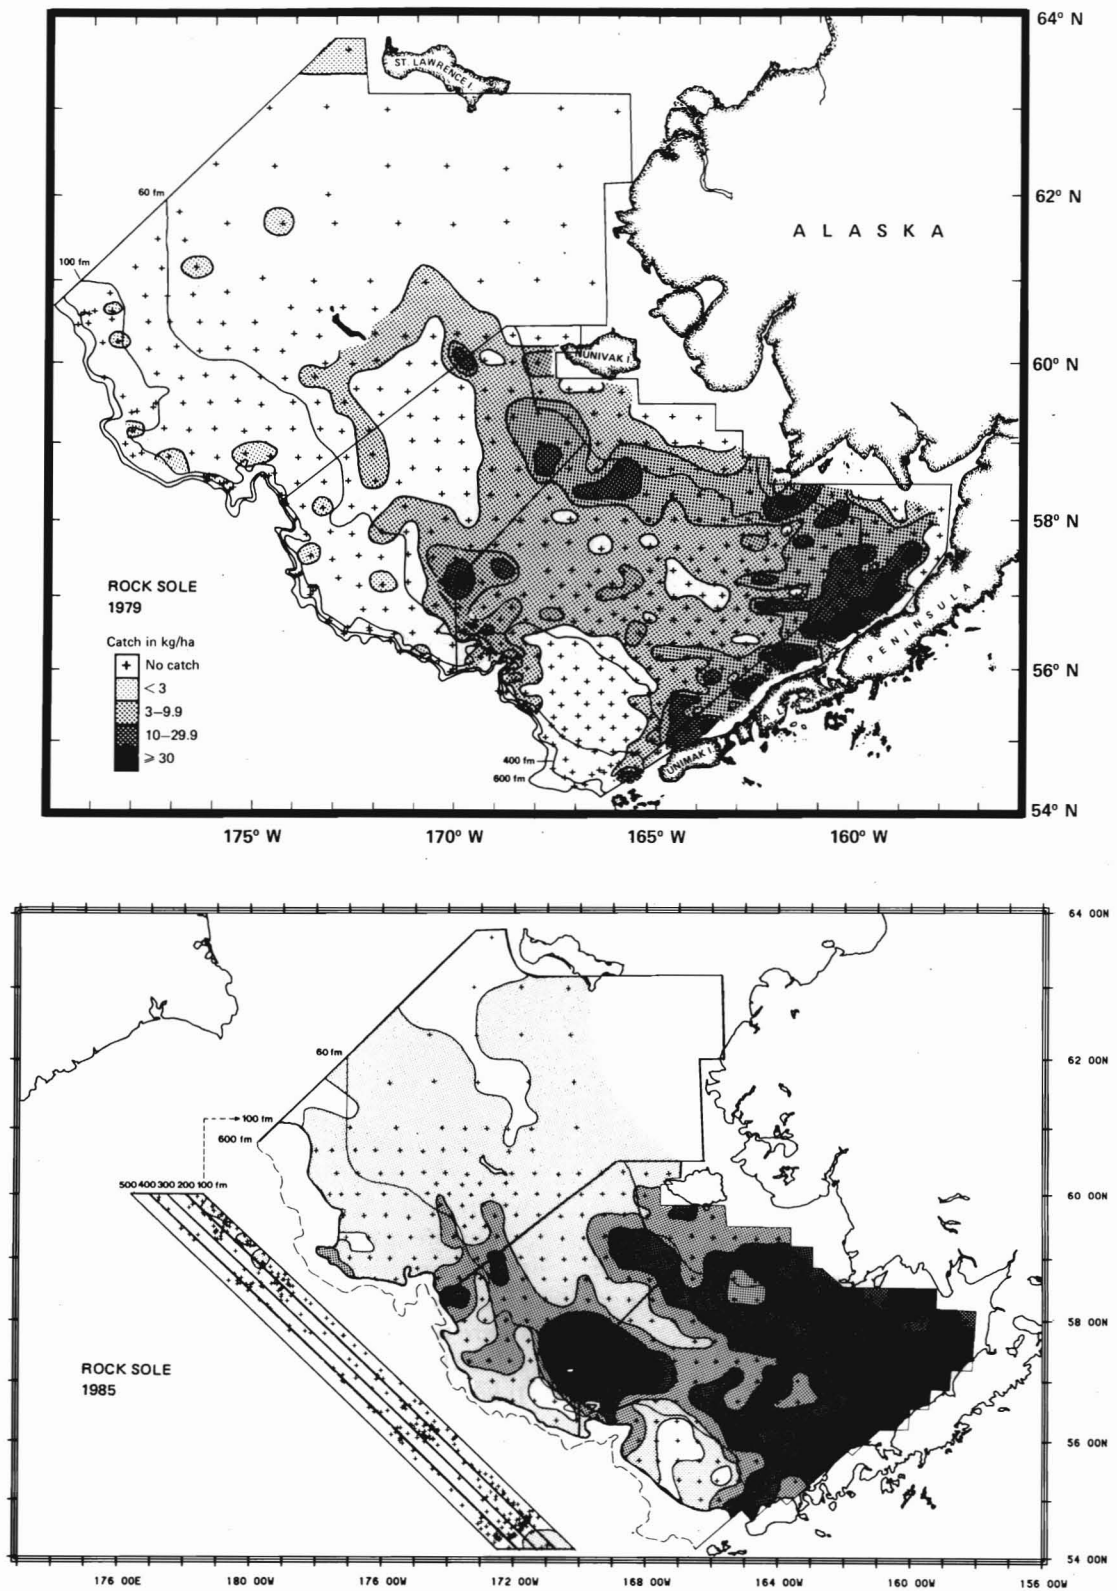 64° N
ST. LAWRENCE I.
60 fm
62° N
ALASKA
100 fm
NUNIVAK I.
60° N
58° N
ROCK SOLE
1979
Catch in kg/ha
+ No catch
< 3
3–9.9
10–29.9
≥ 30
PENINSULA
56° N
400 fm
600 fm
UNIMAK I.
54° N
175° W
170° W
165° W
160° W
64 00N
60 fm
62 00N
100 fm
600 fm
500 400 300 200 100 fm
60 00N
58 00N
ROCK SOLE
1985
56 00N
54 00N
176 00E
180 00W
176 00W
172 00W
168 00W
164 00W
160 00W
156 00W